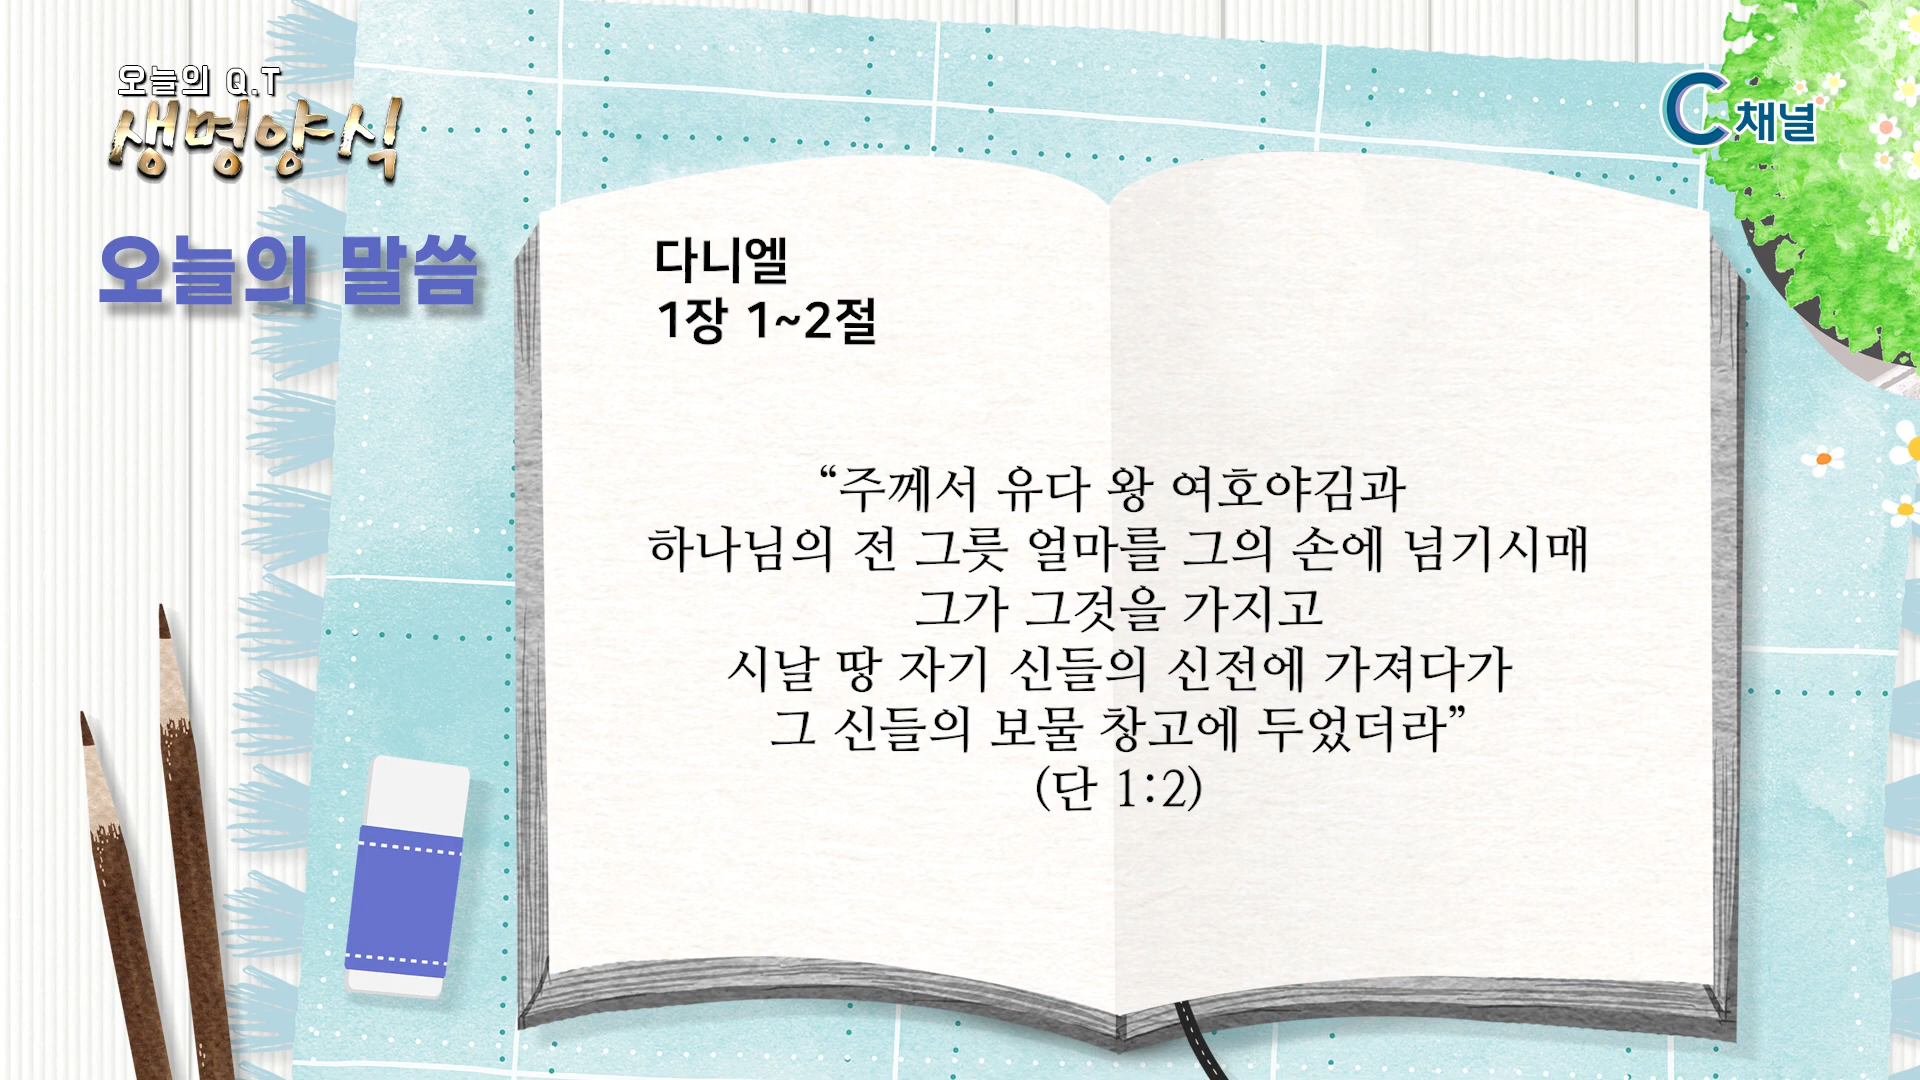 오늘의 Q.T
생명양식
C채널
오늘의 말씀
다니엘
1장 1~2절
“주께서 유다 왕 여호야김과
하나님의 전 그릇 얼마를 그의 손에 넘기시매
그가 그것을 가지고
시날 땅 자기 신들의 신전에 가져다가
그 신들의 보물 창고에 두었더라”
(단 1:2)